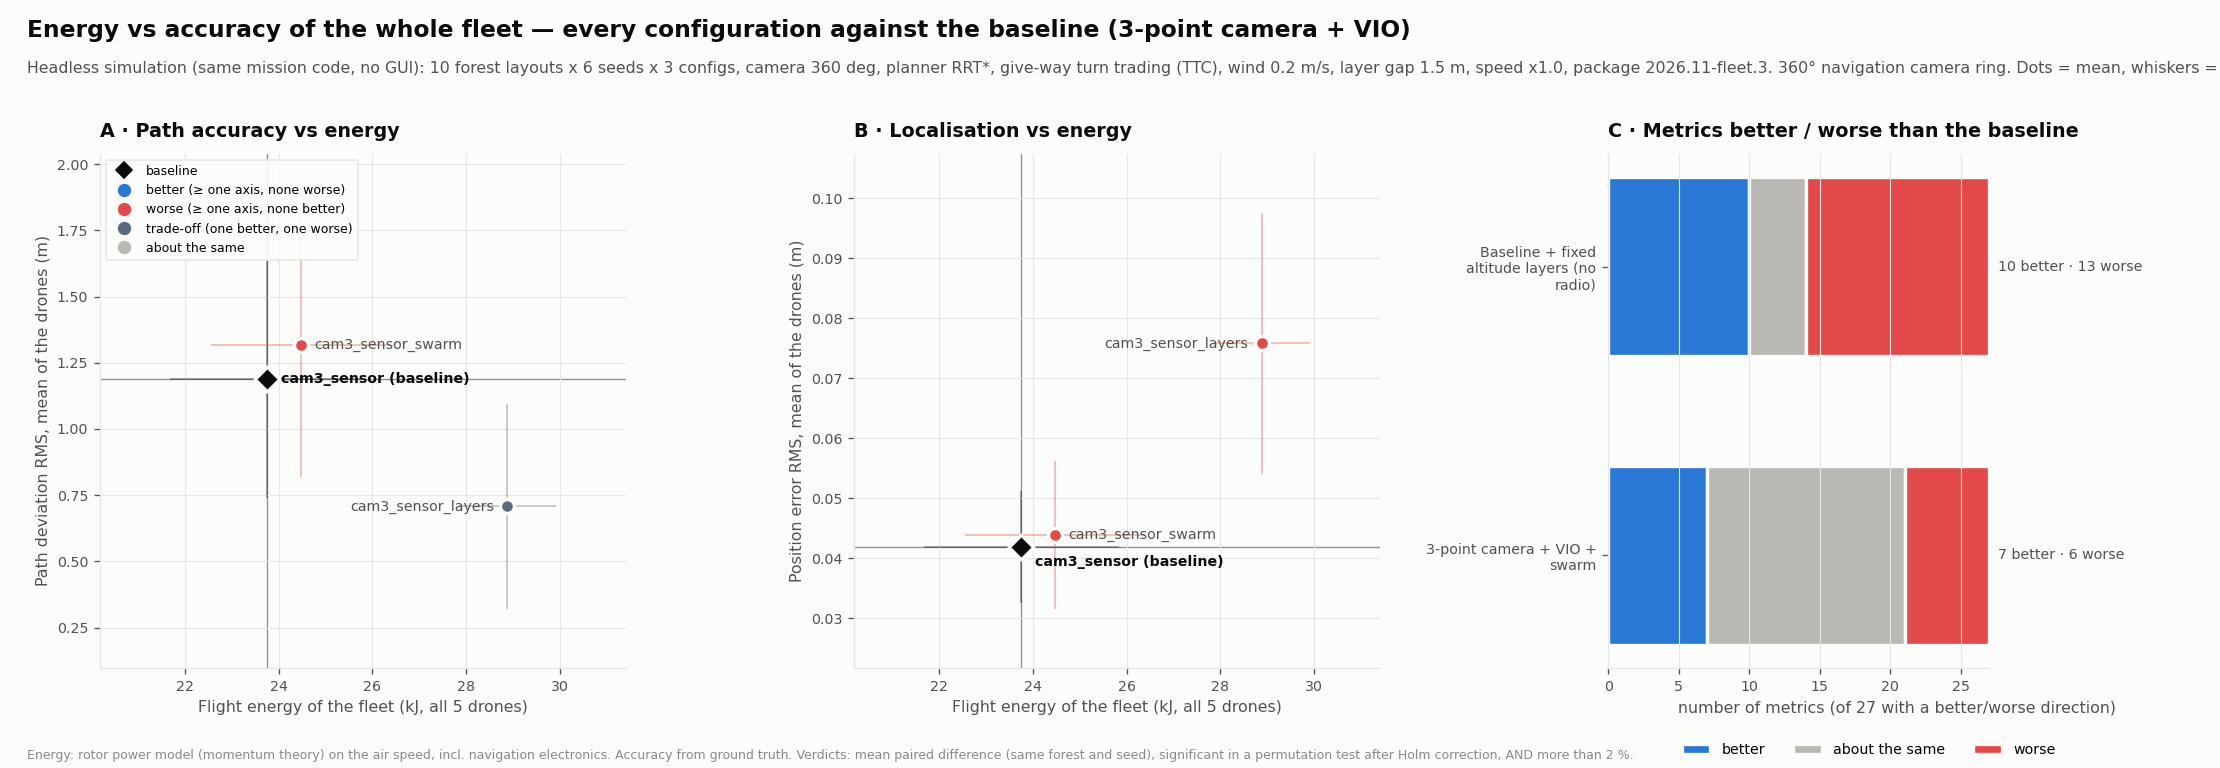 Energy vs accuracy of the whole fleet — every configuration against the baseline (3-point camera + VIO)
Headless simulation (same mission code, no GUI): 10 forest layouts x 6 seeds x 3 configs, camera 360 deg, planner RRT*, give-way turn trading (TTC), wind 0.2 m/s, layer gap 1.5 m, speed x1.0, package 2026.11-fleet.3. 360° navigation camera ring. Dots = mean, whiskers =
A · Path accuracy vs energy
2.00
1.75
1.50
1.25
1.00
0.75
0.50
0.25
Path deviation RMS, mean of the drones (m)
baseline
better (≥ one axis, none worse)
worse (≥ one axis, none better)
trade-off (one better, one worse)
about the same
cam3_sensor_swarm
cam3_sensor (baseline)
cam3_sensor_layers
22 24 26 28 30
Flight energy of the fleet (kJ, all 5 drones)
B · Localisation vs energy
0.10
0.09
0.08
0.07
0.06
0.05
0.04
0.03
Position error RMS, mean of the drones (m)
cam3_sensor_layers
cam3_sensor_swarm
cam3_sensor (baseline)
22 24 26 28 30
Flight energy of the fleet (kJ, all 5 drones)
C · Metrics better / worse than the baseline
Baseline + fixed
altitude layers (no
radio)
10 better · 13 worse
3-point camera + VIO +
swarm
7 better · 6 worse
0 5 10 15 20 25
number of metrics (of 27 with a better/worse direction)
better about the same worse
Energy: rotor power model (momentum theory) on the air speed, incl. navigation electronics. Accuracy from ground truth. Verdicts: mean paired difference (same forest and seed), significant in a permutation test after Holm correction, AND more than 2 %.